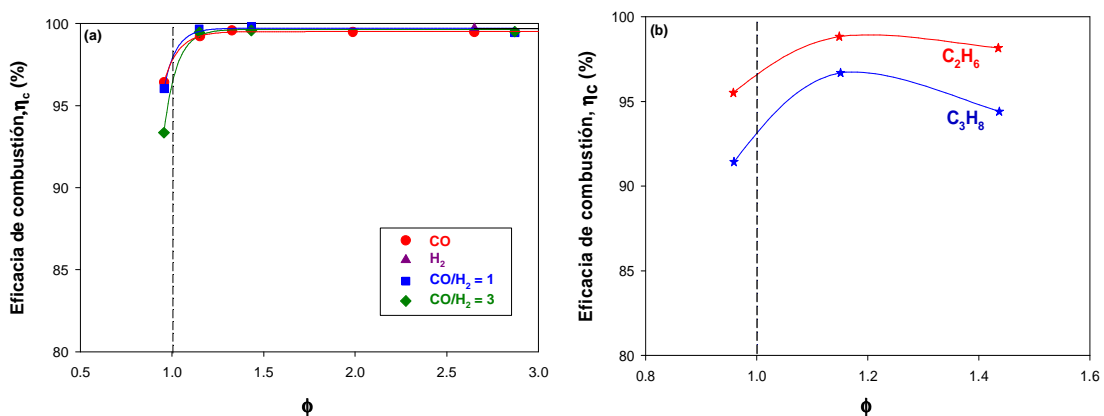 (a)
Eficacia de combustión,ηc (%)
100
95
90
85
80
0.5
1.0
1.5
2.0
2.5
3.0
ϕ
CO
H2
CO/H2 = 1
CO/H2 = 3
(b)
Eficacia de combustión, ηC (%)
100
95
90
85
80
0.8
1.0
1.2
1.4
1.6
ϕ
C2H6
C3H8